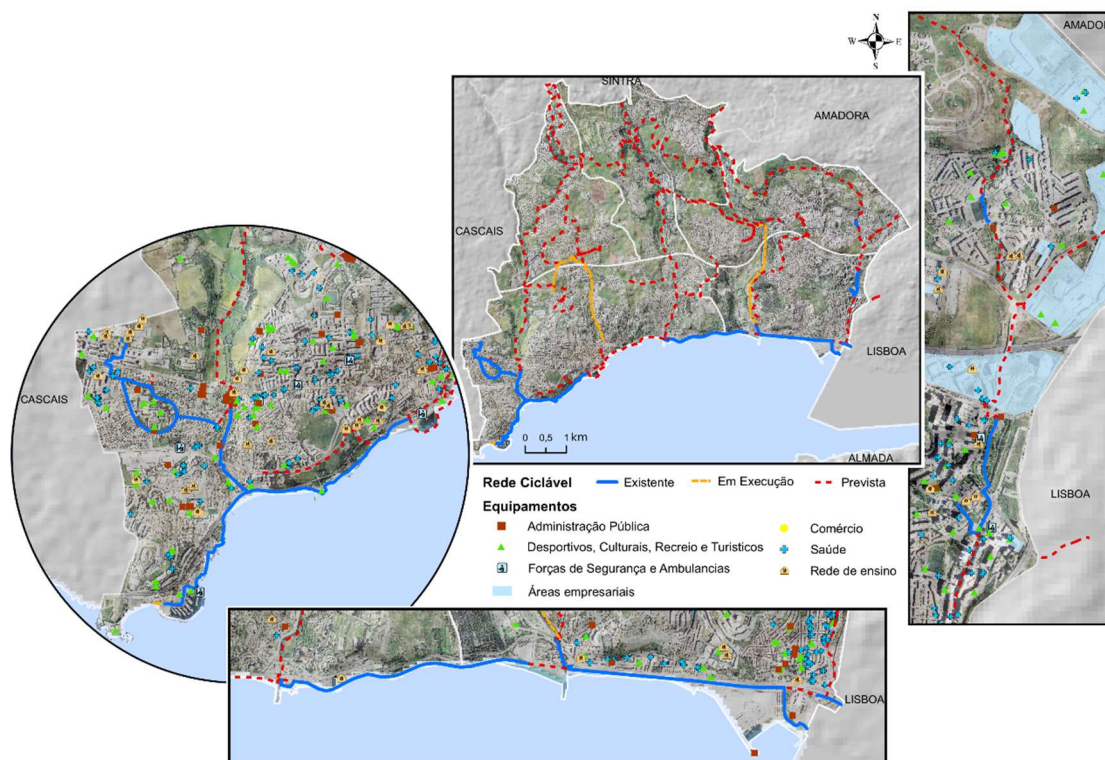 N
W E
S
AMADOR
SINTRA
AMADORA
CASCAIS
LISBOA
0 0,5 1 km
ALMADA
CASCAIS
LISBOA
Rede Ciclável Existente Em Execução Prevista
Equipamentos
Administração Pública
Desportivos, Culturais, Recreio e Turisticos
Forças de Segurança e Ambulancias
Áreas empresariais
Comércio
Saúde
Rede de ensino
LISBOA